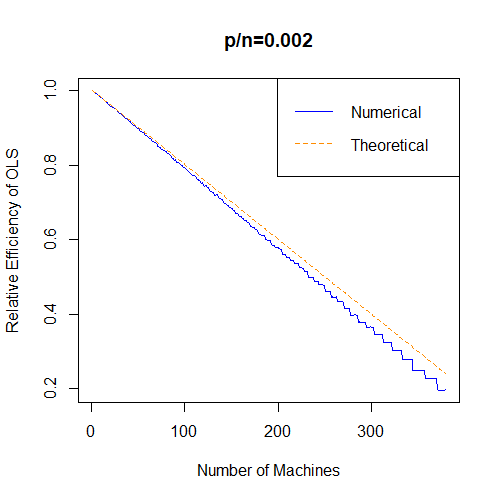 p/n=0.002
Relative Efficiency of OLS
1.0
0.8
0.6
0.4
0.2
Numerical
Theoretical
0
100
200
300
Number of Machines